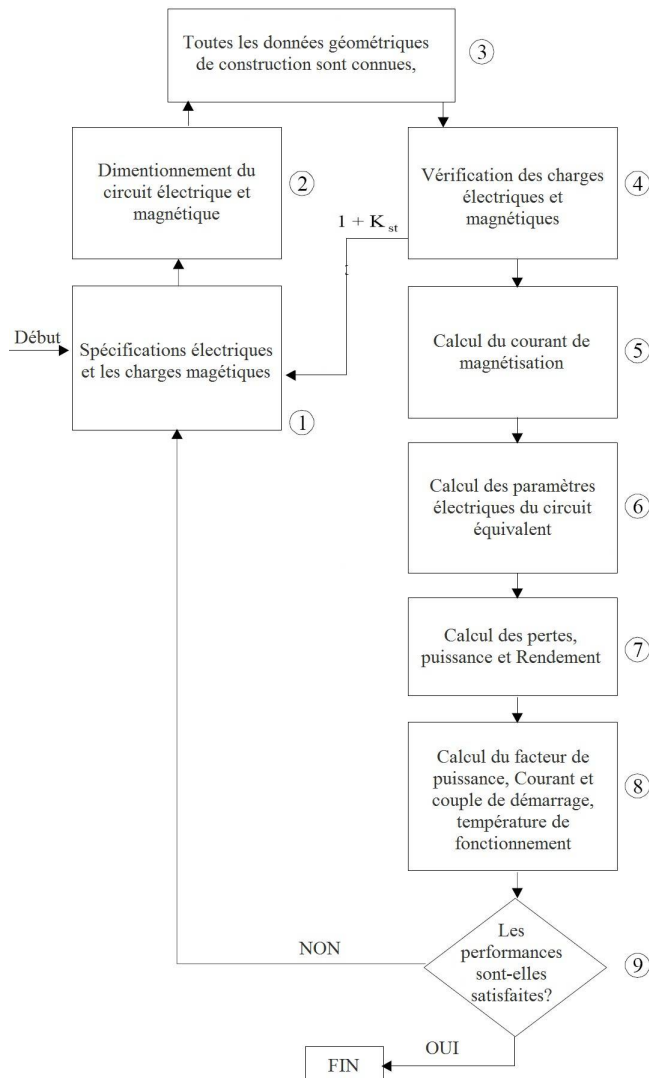 Toutes les données géométriques
de construction sont connues,
3
Dimentionnement du
circuit électrique et
magnétique
2
Vérification des charges
électriques et
magnétiques
4
1 + K st
:
Début
Spécifications électriques
et les charges magétiques
1
Calcul du courant de
magnétisation
5
Calcul des paramètres
électriques du circuit
équivalent
6
Calcul des pertes,
puissance et Rendement
7
Calcul du facteur de
puissance, Courant et
couple de démarrage,
température de
fonctionnement
8
Les
performances
sont-elles
satisfaites?
9
NON
OUI
FIN